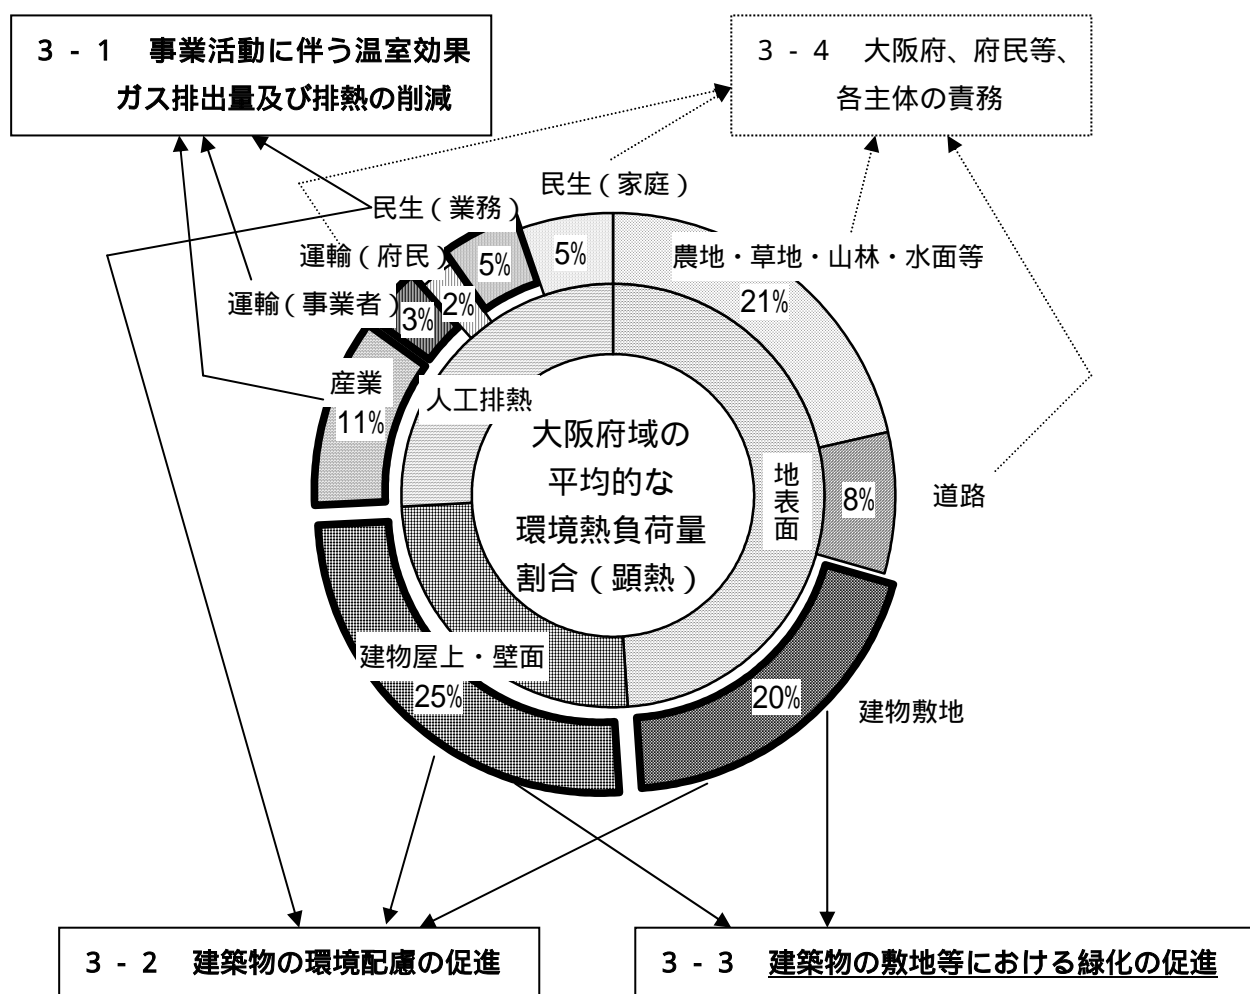 3 - 1　事業活動に伴う温室効果
ガス排出量及び排熱の削減
3 - 4　大阪府、府民等、
各主体の責務
民生（家庭）
民生（業務）
運輸（府民）
運輸（事業者）
5%
5%
2%
3%
農地・草地・山林・水面等
21%
産業
11%
人工排熱
大阪府域の
平均的な
環境熱負荷量
割合（顕熱）
地表面
8%
道路
建物屋上・壁面
25%
20%
建物敷地
3 - 2　建築物の環境配慮の促進
3 - 3　建築物の敷地等における緑化の促進